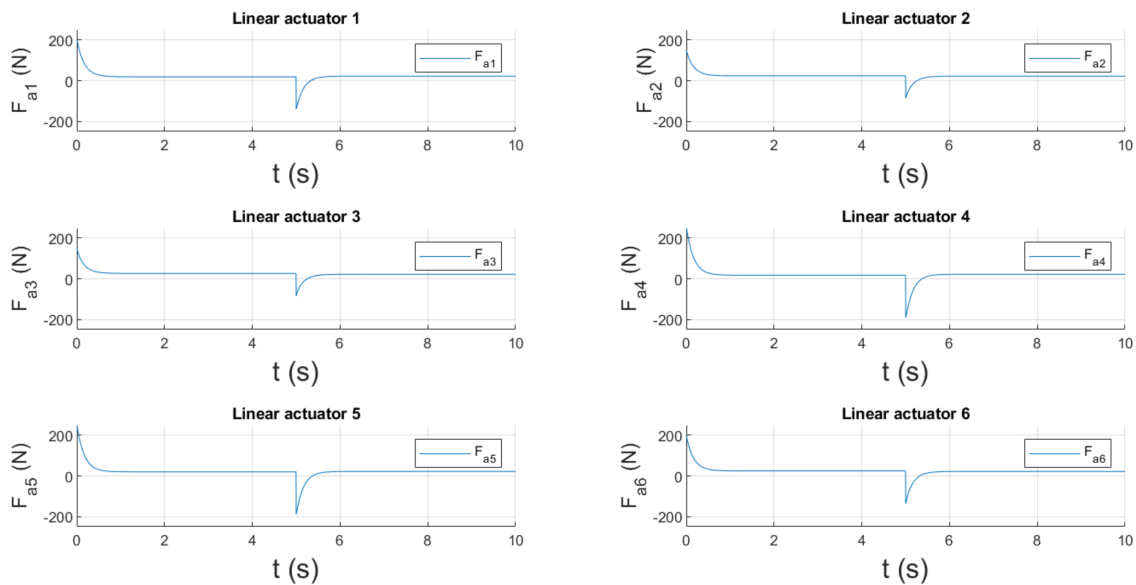 Linear actuator 1
F_a1 (N)
200
0
-200
F_a1
0 2 4 6 8 10
t (s)
Linear actuator 2
F_a2 (N)
200
0
-200
F_a2
0 2 4 6 8 10
t (s)
Linear actuator 3
F_a3 (N)
200
0
-200
F_a3
0 2 4 6 8 10
t (s)
Linear actuator 4
F_a4 (N)
200
0
-200
F_a4
0 2 4 6 8 10
t (s)
Linear actuator 5
F_a5 (N)
200
0
-200
F_a5
0 2 4 6 8 10
t (s)
Linear actuator 6
F_a6 (N)
200
0
-200
F_a6
0 2 4 6 8 10
t (s)